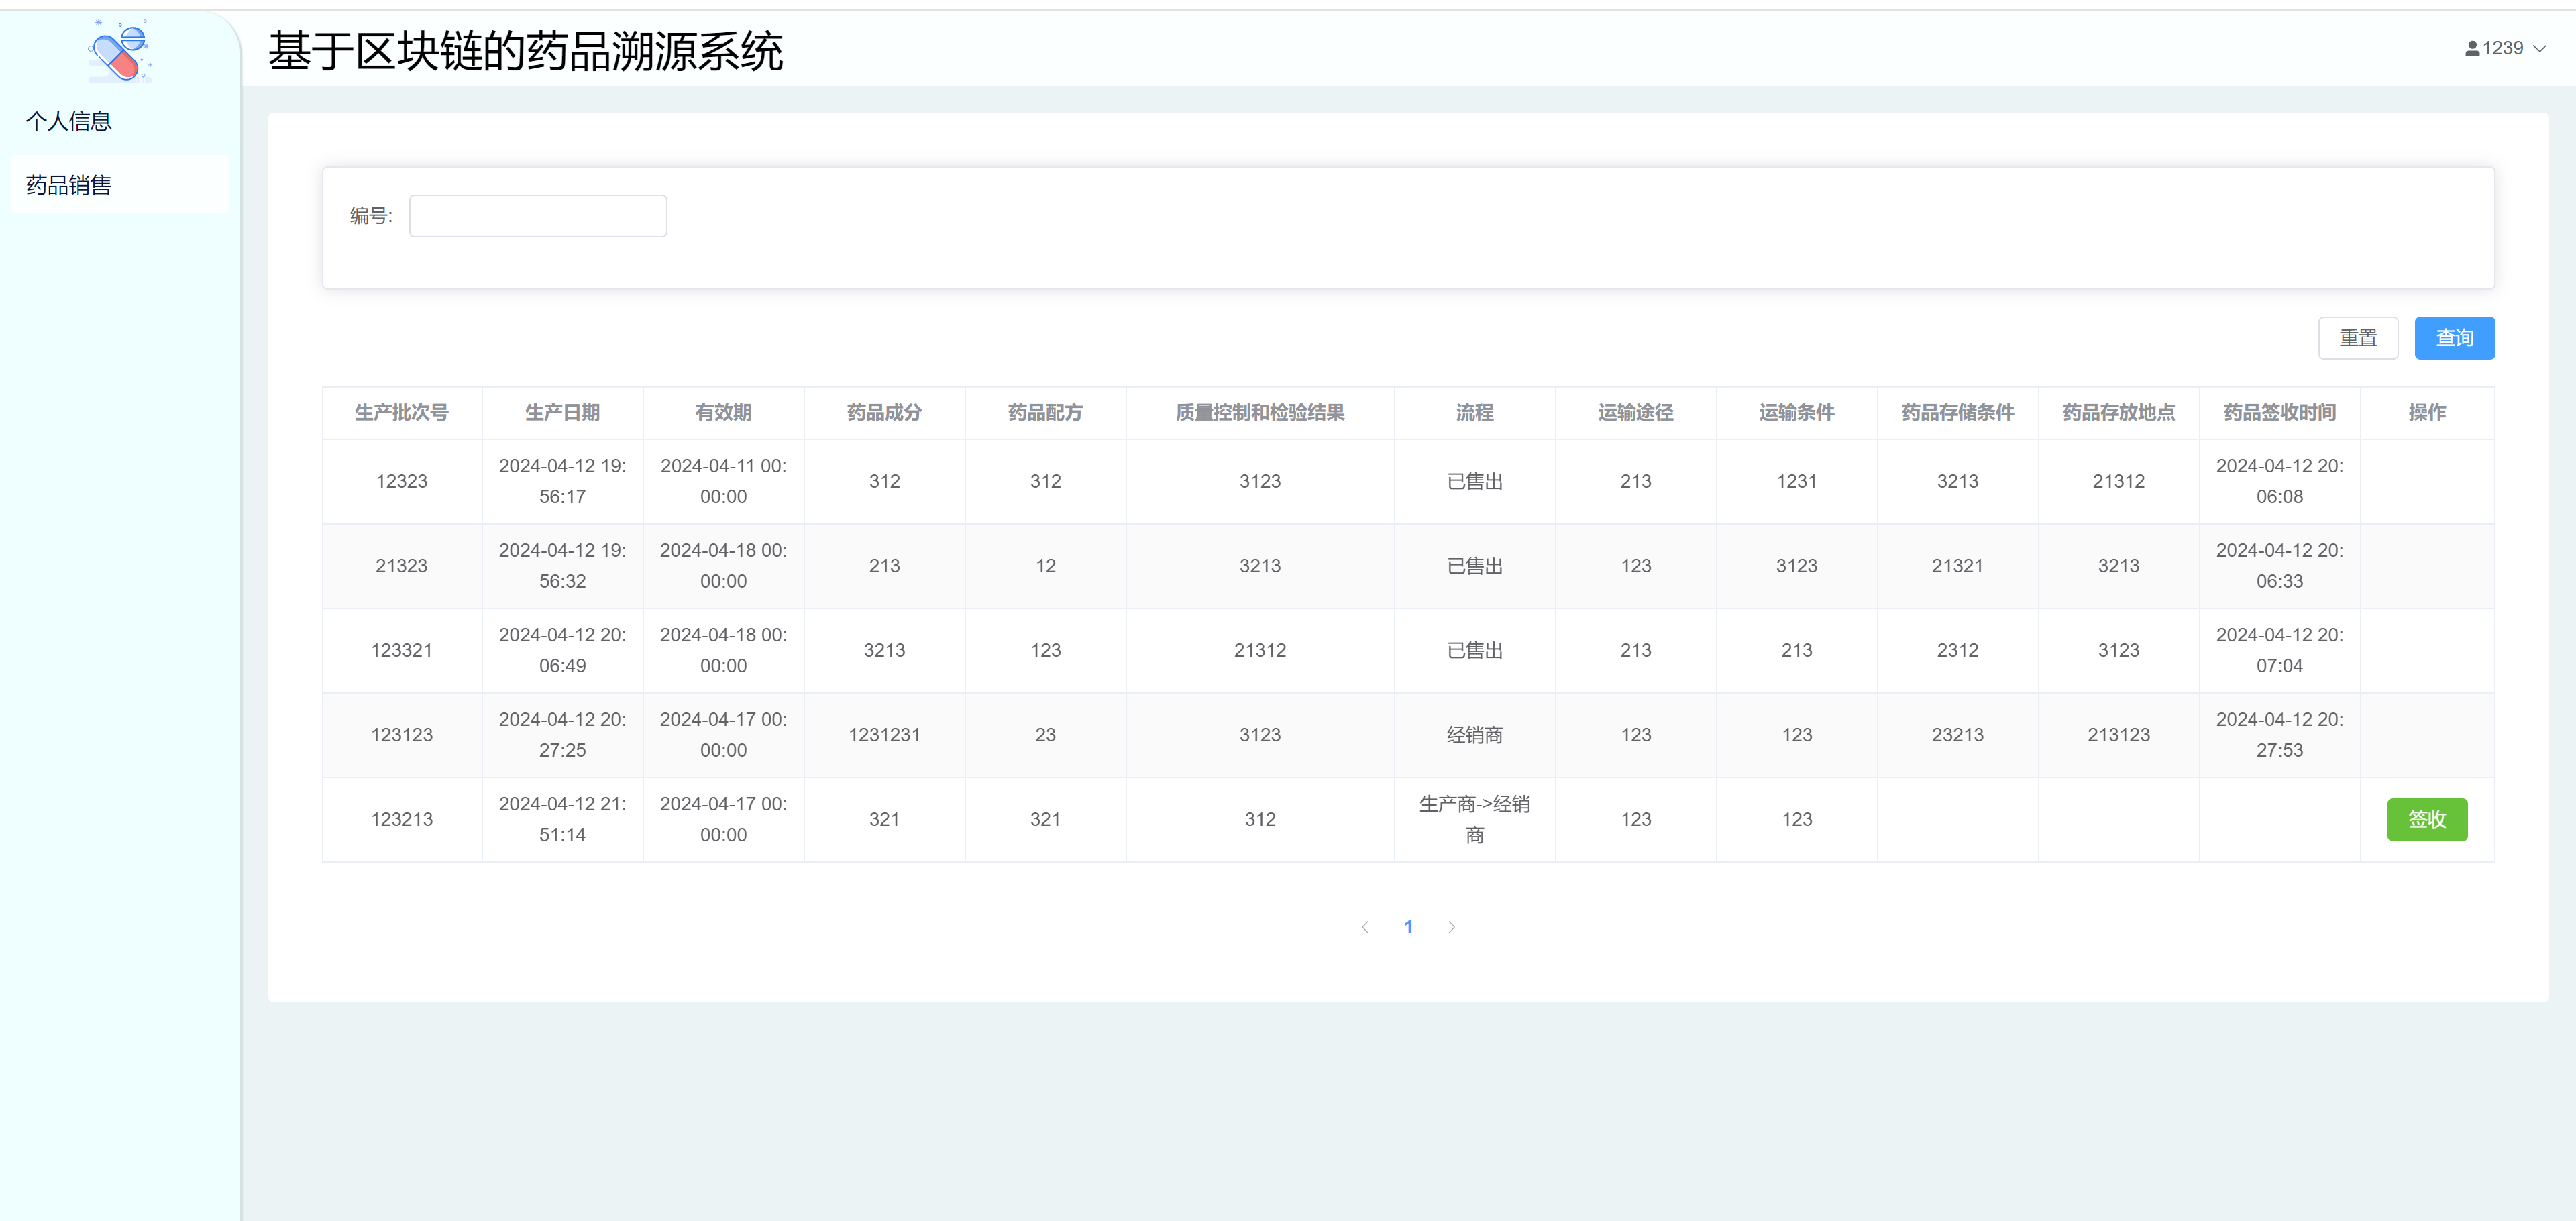 基于区块链的药品溯源系统
1239
个人信息
药品销售
编号:
重置 查询
生产批次号 生产日期 有效期 药品成分 药品配方 质量控制和检验结果 流程 运输途径 运输条件 药品存储条件 药品存放地点 药品签收时间 操作
12323 2024-04-12 19:56:17 2024-04-11 00:00:00 312 312 3123 已售出 213 1231 3213 21312 2024-04-12 20:06:08
21323 2024-04-12 19:56:32 2024-04-18 00:00:00 213 12 3213 已售出 123 3123 21321 3213 2024-04-12 20:06:33
123321 2024-04-12 20:06:49 2024-04-18 00:00:00 3213 123 21312 已售出 213 213 2312 3123 2024-04-12 20:07:04
123123 2024-04-12 20:27:25 2024-04-17 00:00:00 1231231 23 3123 经销商 123 123 23213 213123 2024-04-12 20:27:53
123213 2024-04-12 21:51:14 2024-04-17 00:00:00 321 321 312 生产商->经销商 123 123 签收
1